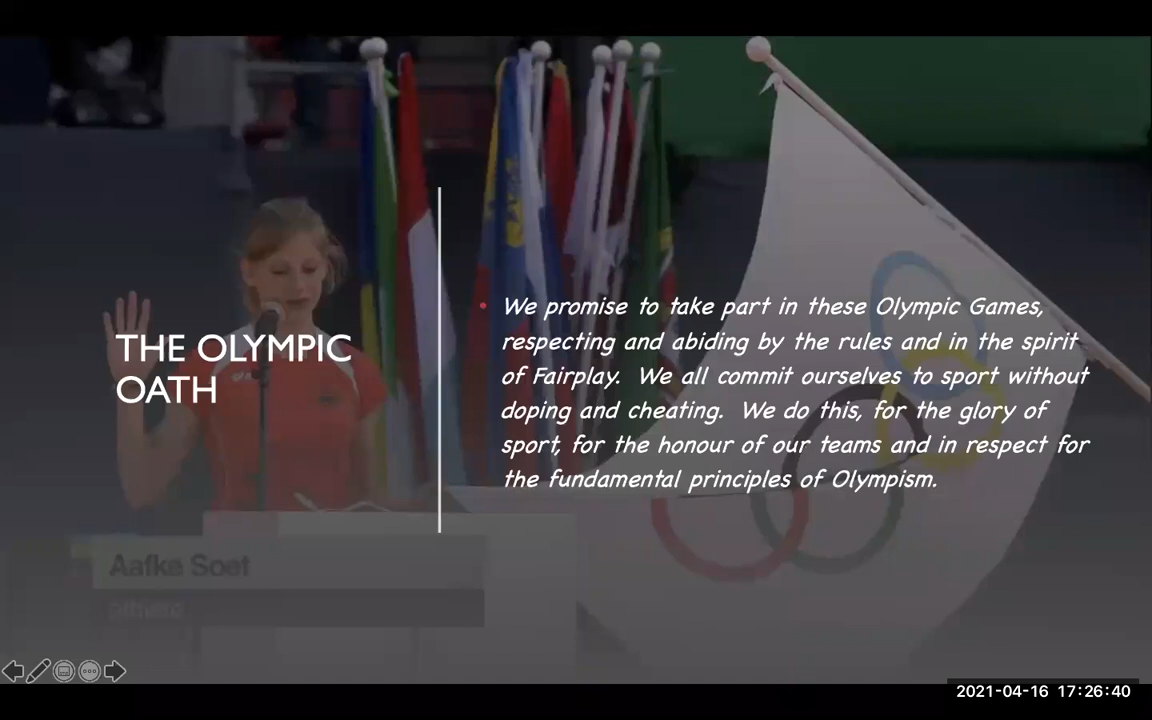 THE OLYMPIC
OATH
• We promise to take part in these Olympic Games,
respecting and abiding by the rules and in the spirit
of Fairplay. We all commit ourselves to sport without
doping and cheating. We do this, for the glory of
sport, for the honour of our teams and in respect for
the fundamental principles of Olympism.
Aafke Soet
athlete
2021-04-16 17:26:40